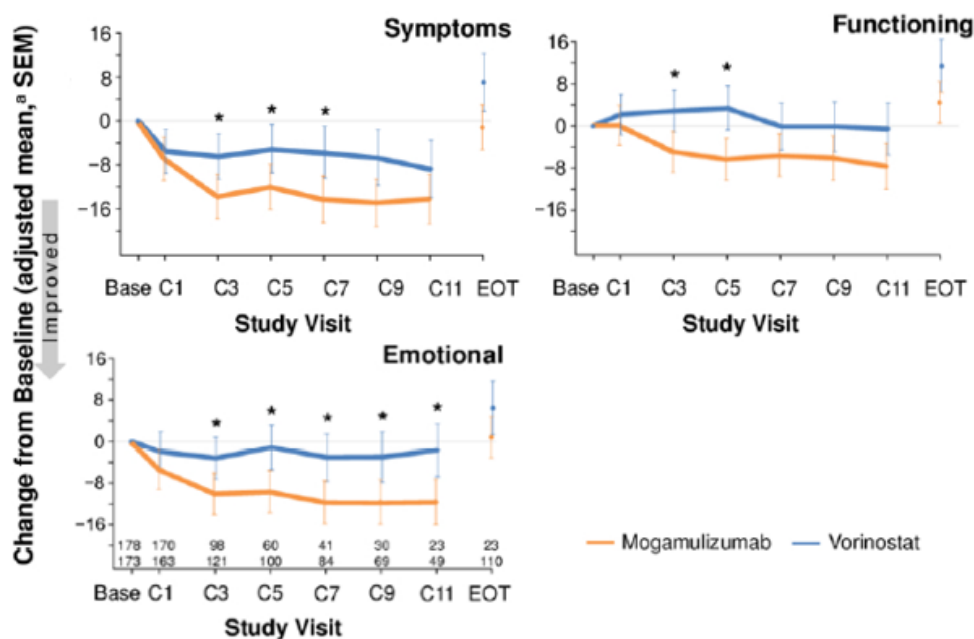 Change from Baseline (adjusted mean,ᵃ SEM)
Improved
Symptoms
16
8
0
−8
−16
* * *
Base C1 C3 C5 C7 C9 C11 EOT
Study Visit
Functioning
16
8
0
−8
−16
* *
Base C1 C3 C5 C7 C9 C11 EOT
Study Visit
Emotional
16
8
0
−8
−16
* * * * *
178 170 98 60 41 30 23 23
173 163 121 100 84 69 49 110
Base C1 C3 C5 C7 C9 C11 EOT
Study Visit
Mogamulizumab Vorinostat